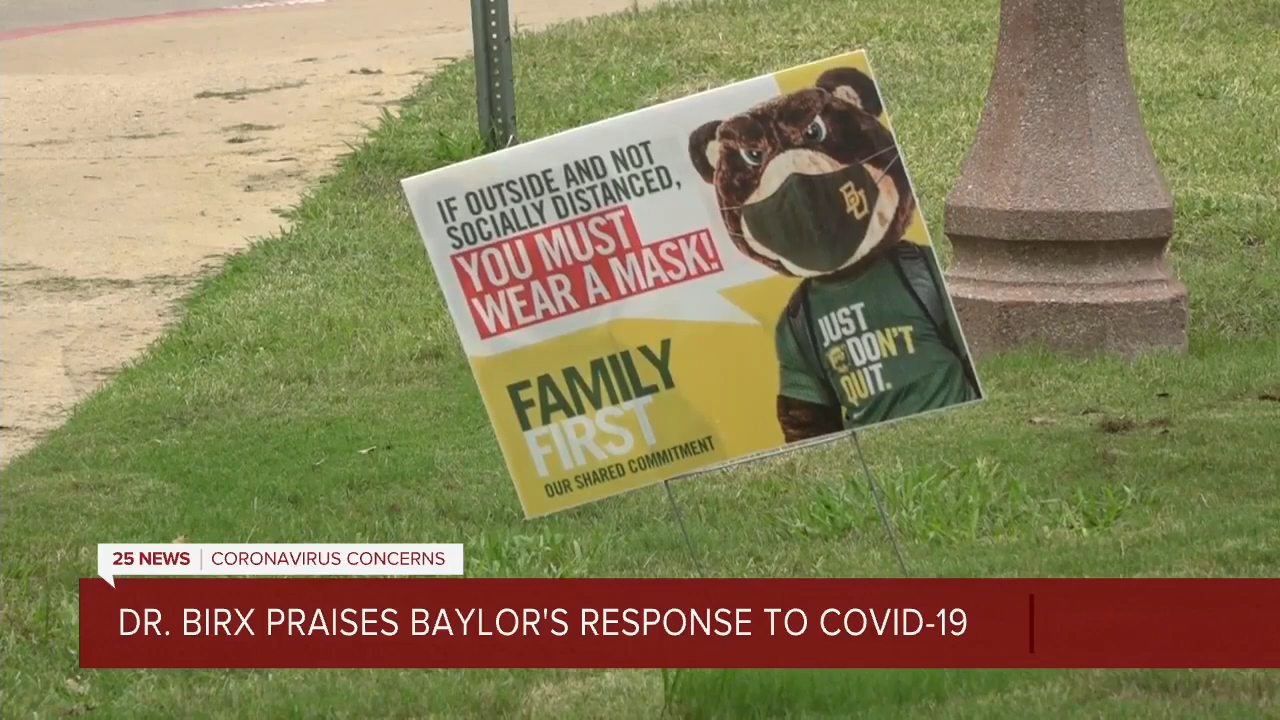 IF OUTSIDE AND NOT
SOCIALLY DISTANCED,
YOU MUST
WEAR A MASK!
FAMILY
FIRST
OUR SHARED COMMITMENT
BU
JUST
DON'T
QUIT.
25 NEWS | CORONAVIRUS CONCERNS
DR. BIRX PRAISES BAYLOR'S RESPONSE TO COVID-19